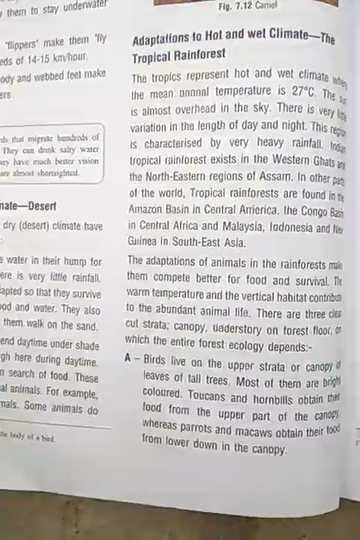 them to stay underwater
"flippers" make them "fly
eds of 14-15 km/hour.
ody and webbed feet make
ers
ds that migrate hundreds of
They can drink salty water
ey have much better vision
are almost shortsighted.
nate—Desert
dry (desert) climate have
:
water in their hump for
ere is very little rainfall.
apted so that they survive
ood and water. They also
them walk on the sand.
end daytime under shade
gh here during daytime.
n search of food. These
al animals. For example,
mals. Some animals do
the body of a bird.
Fig. 7.12 Camel
Adaptations to Hot and wet Climate—The
Tropical Rainforest
The tropics represent hot and wet climate where
the mean annnal temperature is 27°C. The
is almost overhead in the sky. There is very
variation in the length of day and night. This region
is characterised by very heavy rainfall.
tropical rainforest exists in the Western Ghats and
the North-Eastern regions of Assam. In other
of the world, Tropical rainforests are found in the
Amazon Basin in Central America. the Congo
in Central Africa and Malaysia, Indonesia and New
Guinea in South-East Asia.
The adaptations of animals in the rainforests make
them compete better for food and survival. The
warm temperature and the vertical habitat contribute
to the abundant animal life. There are three clear
cut strata; canopy, understory on forest floor, on
which the entire forest ecology depends:-
A – Birds live on the upper strata or canopy of
leaves of tall trees. Most of them are bright
coloured. Toucans and hornbills obtain their
food from the upper part of the canopy
whereas parrots and macaws obtain their food
from lower down in the canopy.